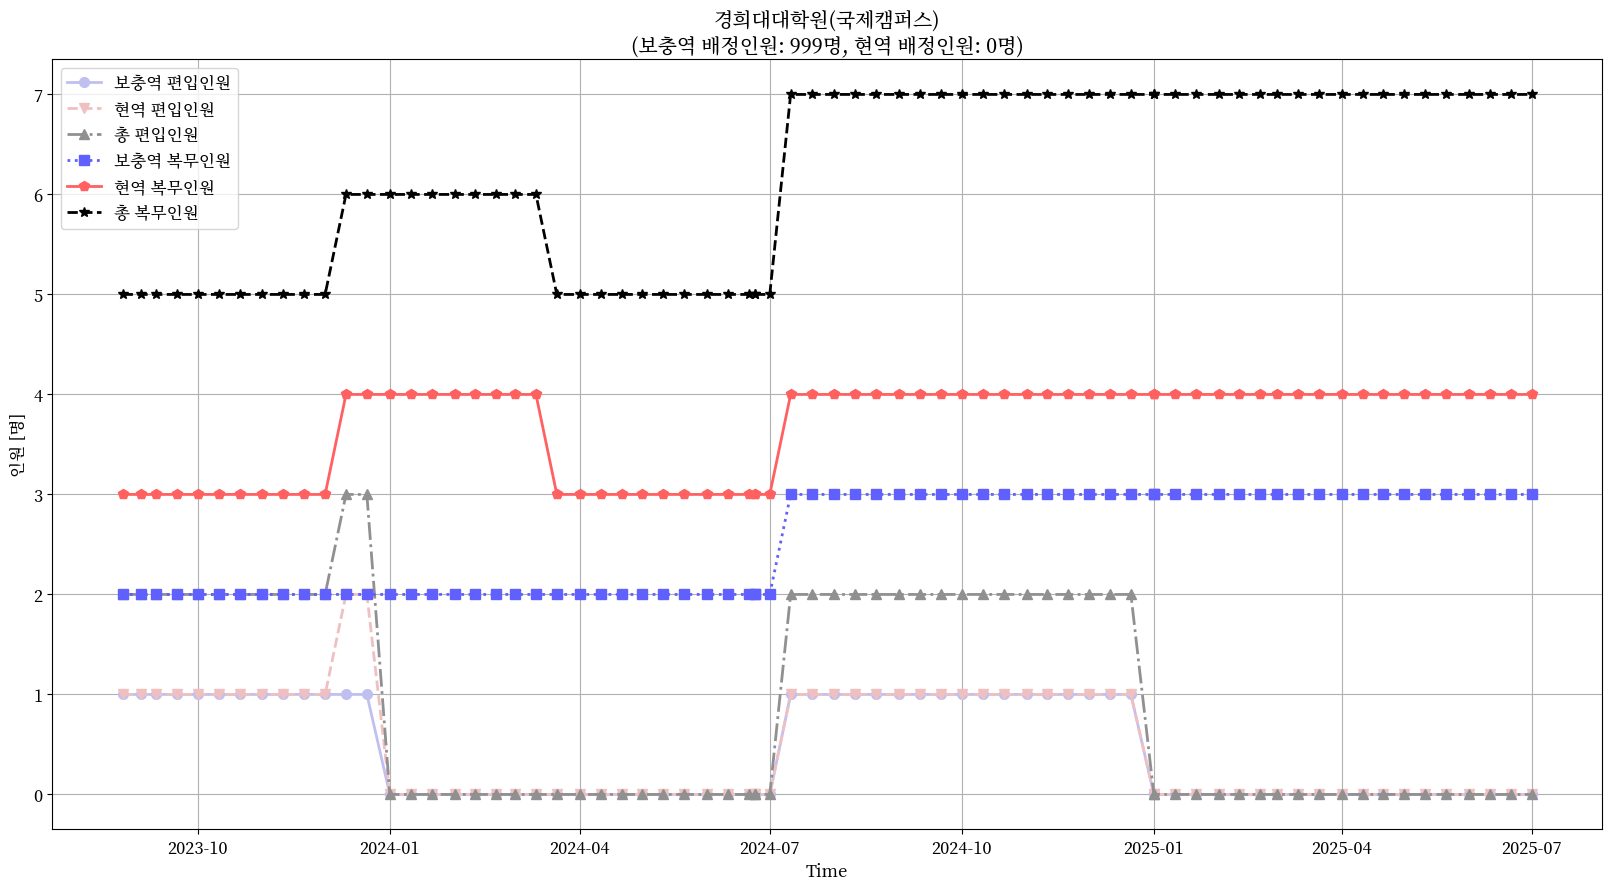 경희대대학원(국제캠퍼스)
(보충역 배정인원: 999명, 현역 배정인원: 0명)
보충역 편입인원
현역 편입인원
총 편입인원
보충역 복무인원
현역 복무인원
총 복무인원
인원 [명]
7
6
5
4
3
2
1
0
2023-10
2024-01
2024-04
2024-07
2024-10
2025-01
2025-04
2025-07
Time